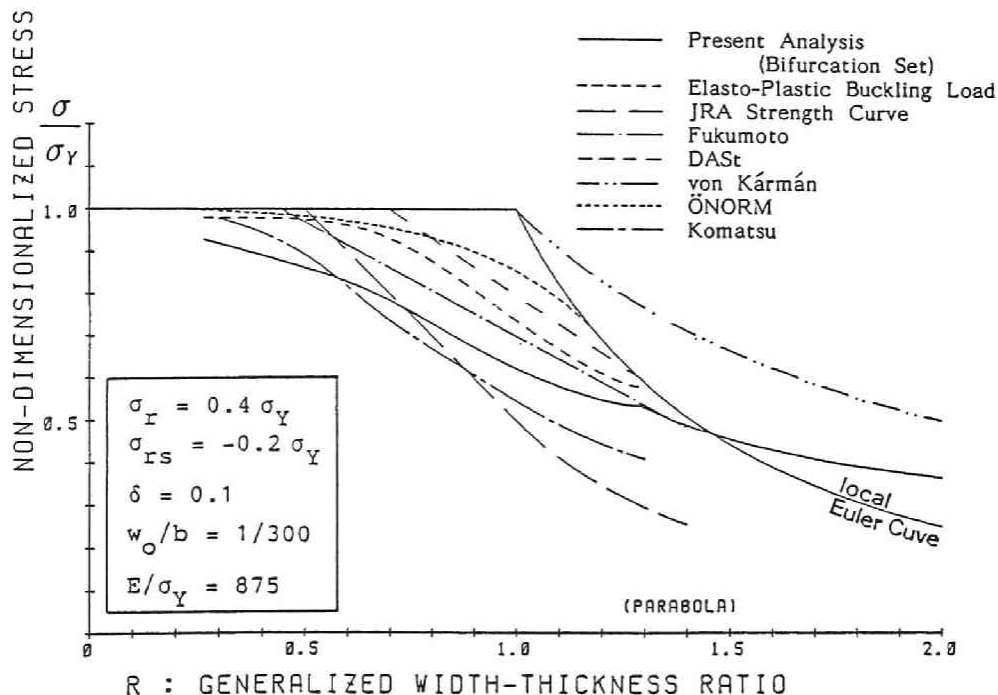 NON-DIMENSIONALIZED STRESS
σ
σY
Present Analysis
(Bifurcation Set)
Elasto-Plastic Buckling Load
JRA Strength Curve
Fukumoto
DASt
von Kármán
ÖNORM
Komatsu
1.0
0.5
σr = 0.4 σY
σrs = -0.2 σY
δ = 0.1
wo/b = 1/300
E/σY = 875
local
Euler Cuve
(PARABOLA)
0 0.5 1.0 1.5 2.0
R : GENERALIZED WIDTH-THICKNESS RATIO